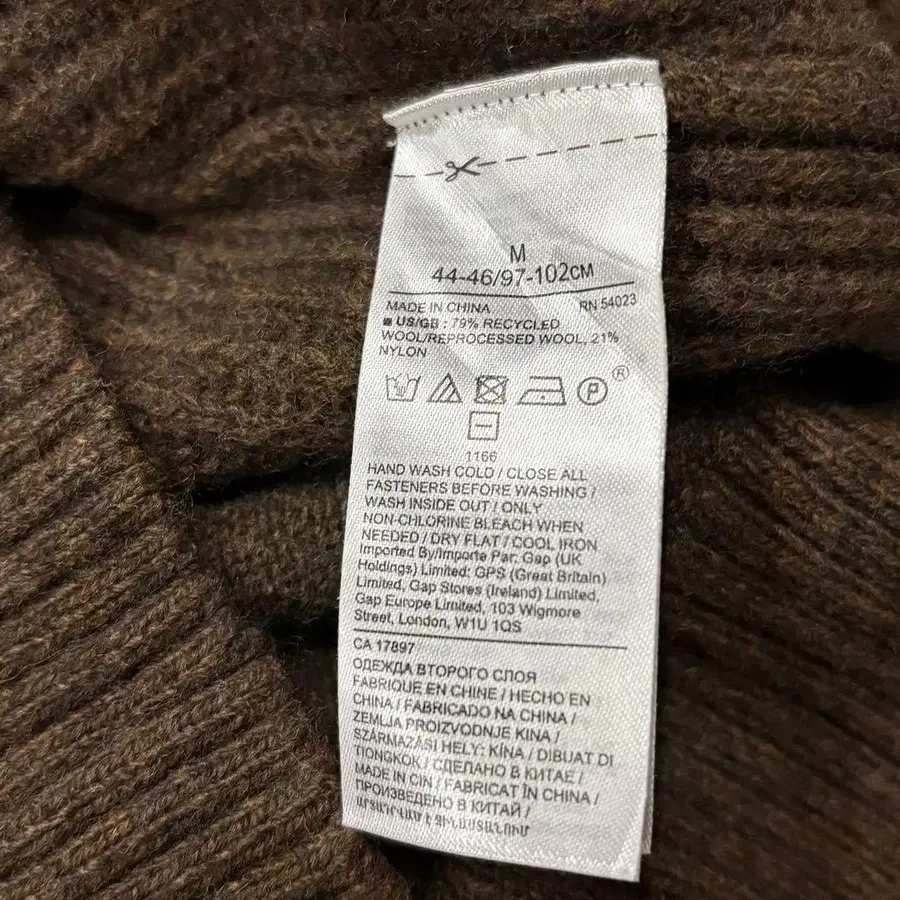 M
44-46/97-102CM
MADE IN CHINA RN 54023
■ US/GB : 79% RECYCLED
WOOL/REPROCESSED WOOL, 21%
NYLON
P ®
1166
HAND WASH COLD / CLOSE ALL
FASTENERS BEFORE WASHING /
WASH INSIDE OUT / ONLY
NON-CHLORINE BLEACH WHEN
NEEDED / DRY FLAT / COOL IRON
Imported By/Importe Par: Gap (UK
Holdings) Limited: GPS (Great Britain)
Limited, Gap Stores (Ireland) Limited,
Gap Europe Limited, 103 Wigmore
Street, London, W1U 1QS
CA 17897
ОДЕЖДА ВТОРОГО СЛОЯ
FABRIQUE EN CHINE / HECHO EN
CHINA / FABRICADO NA CHINA /
ZEMLJA PROIZVODNJE KINA /
SZÁRMAZÁSI HELY: KÍNA / DIBUAT DI
TIONGKOK / СДЕЛАНО В КИТАЕ /
MADE IN CIN / FABRICAT ÎN CHINA /
ПРОИЗВЕДЕНО В КИТАЙ /